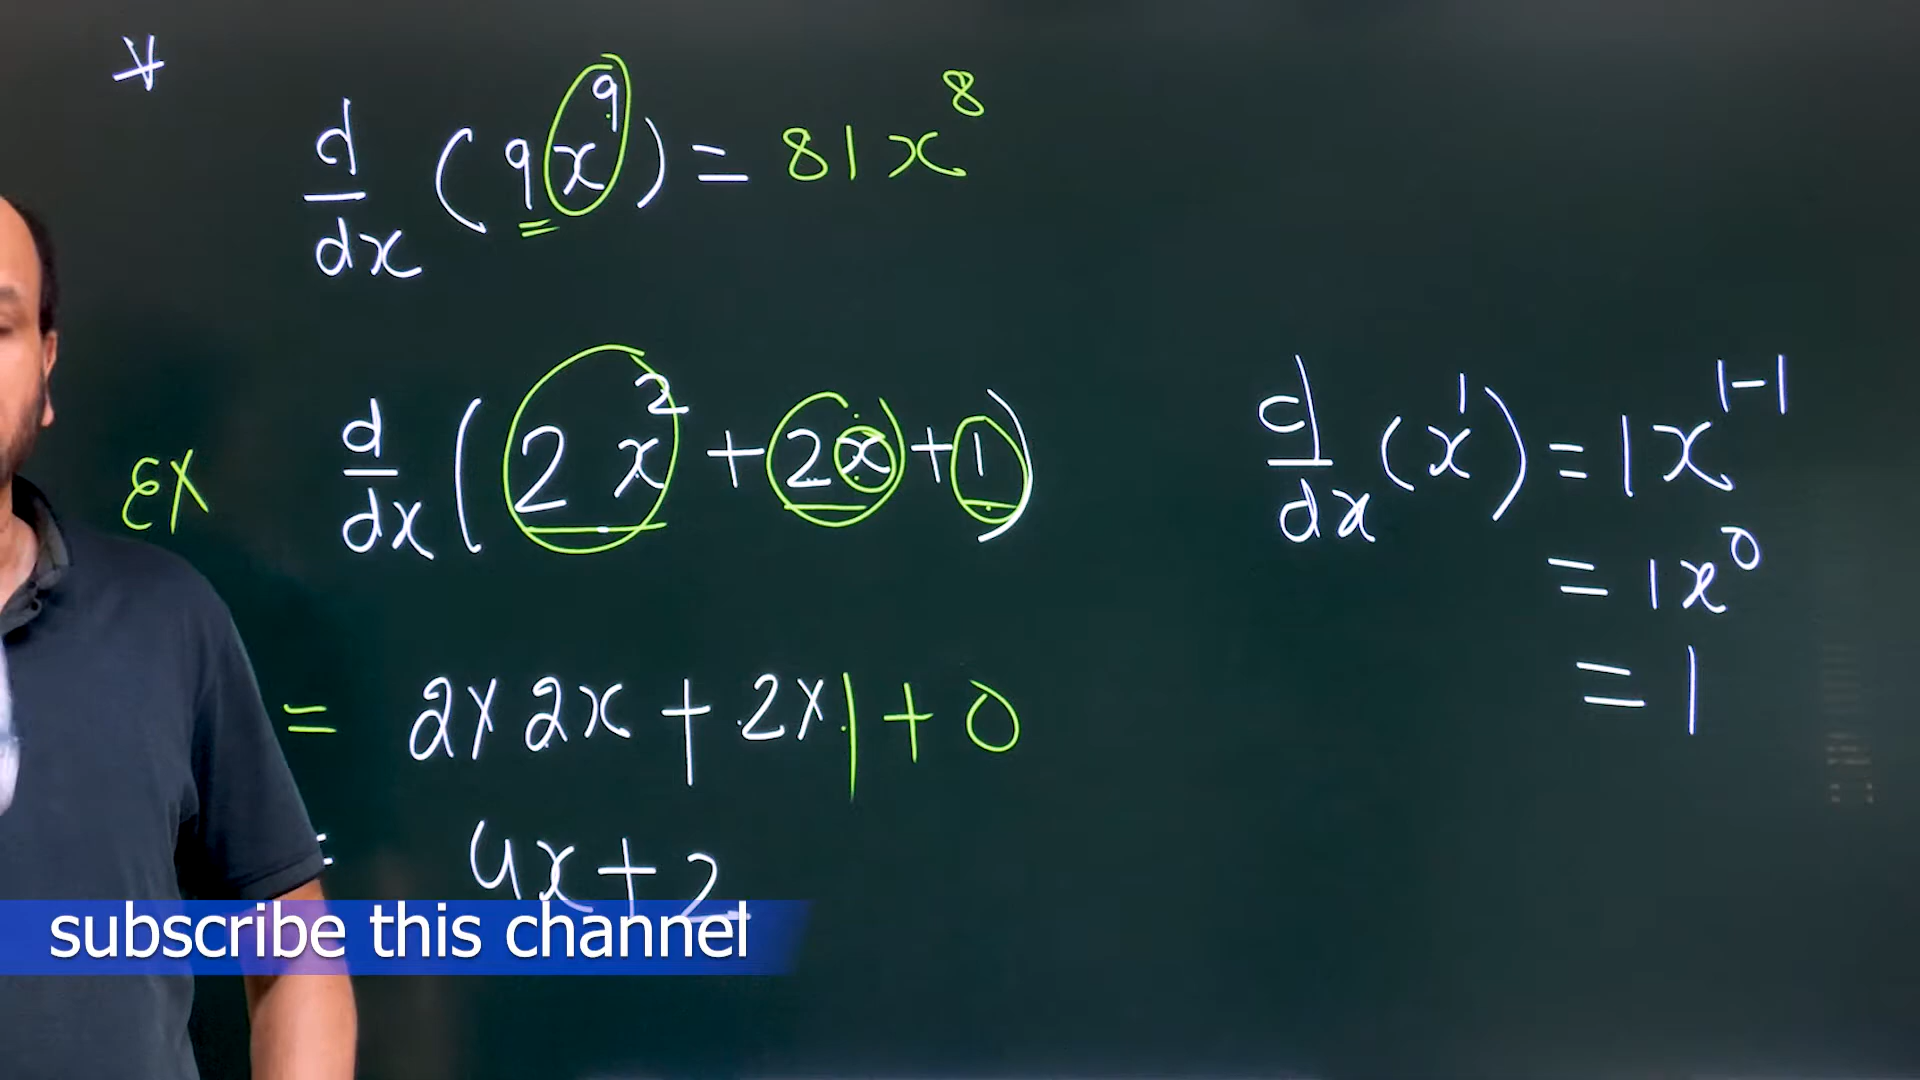 d/dx (9x⁹) = 81x⁸
EX d/dx (2x² + 2x + 1)
= 2× 2x + 2×1 + 0
= 4x + 2
d/dx (x¹) = 1x¹⁻¹
= 1x⁰
= 1
subscribe this channel